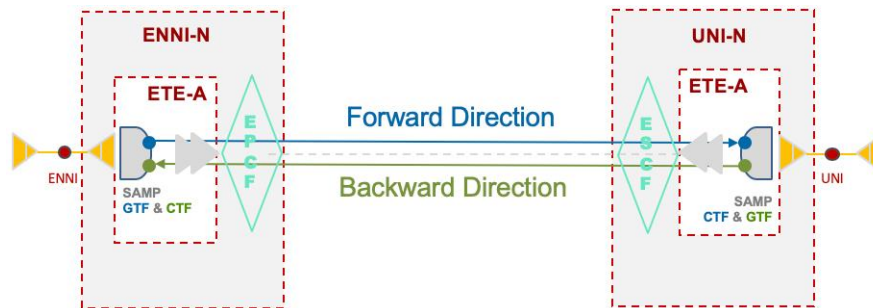 ENNI-N
UNI-N
ETE-A
ETE-A
Forward Direction
EPCF
ESCF
Backward Direction
ENNI
UNI
SAMP
GTF & CTF
SAMP
CTF & GTF